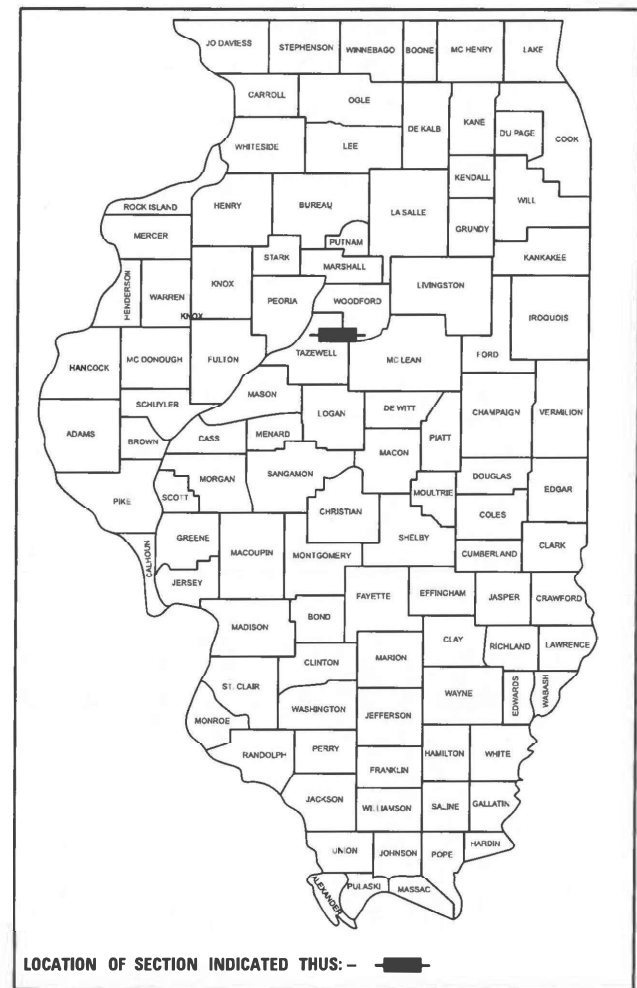 JO DAVIESS STEPHENSON WINNEBAGO BOONE MC HENRY LAKE
CARROLL OGLE DE KALB KANE DU PAGE COOK
WHITESIDE LEE
KENDALL WILL
ROCK ISLAND HENRY BUREAU LA SALLE GRUNDY
MERCER STARK PUTNAM KANKAKEE
HENDERSON WARREN KNOX MARSHALL LIVINGSTON
KNOX PEORIA WOODFORD IROQUOIS
HANCOCK MC DONOUGH FULTON TAZEWELL MC LEAN FORD
SCHUYLER MASON LOGAN DE WITT CHAMPAIGN VERMILION
ADAMS BROWN CASS MENARD PIATT
MACON
PIKE SCOTT MORGAN SANGAMON MOULTRIE DOUGLAS EDGAR
CHRISTIAN COLES
CALHOUN GREENE MACOUPIN MONTGOMERY SHELBY CUMBERLAND CLARK
JERSEY FAYETTE EFFINGHAM JASPER CRAWFORD
MADISON BOND
CLAY RICHLAND LAWRENCE
CLINTON MARION
ST. CLAIR WAYNE EDWARDS WABASH
MONROE WASHINGTON JEFFERSON
RANDOLPH PERRY HAMILTON WHITE
FRANKLIN
JACKSON WILLIAMSON SALINE GALLATIN
UNION JOHNSON POPE HARDIN
ALEXANDER PULASKI MASSAC
LOCATION OF SECTION INDICATED THUS: –